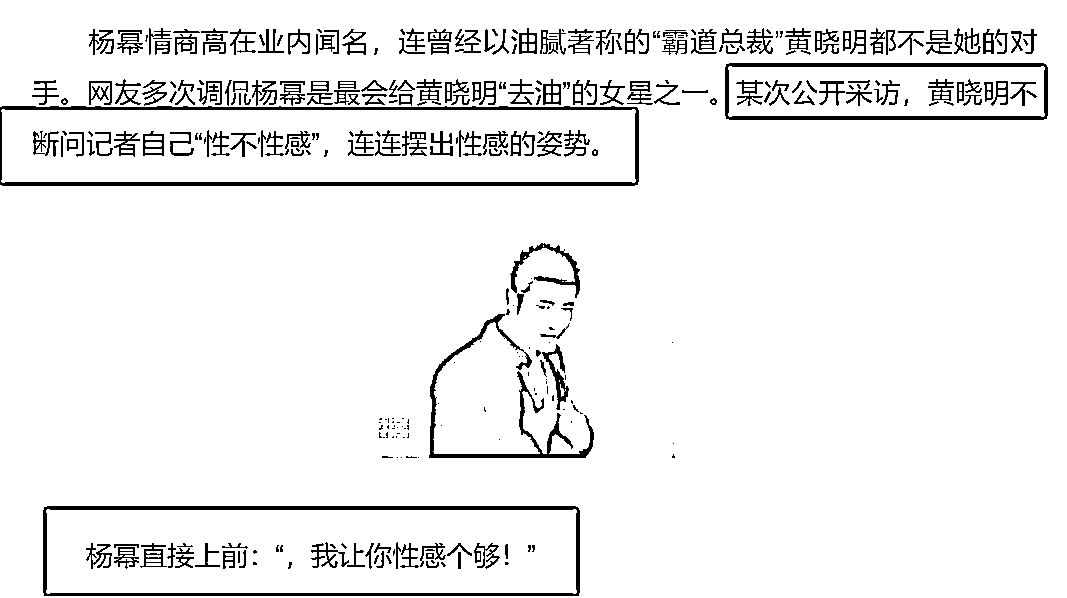 杨幂情商高在业内闻名，连曾经以油腻著称的“霸道总裁”黄晓明都不是她的对
手。网友多次调侃杨幂是最会给黄晓明“去油”的女星之一。某次公开采访，黄晓明不
断问记者自己“性不性感”，连连摆出性感的姿势。
杨幂直接上前：“，我让你性感个够！”